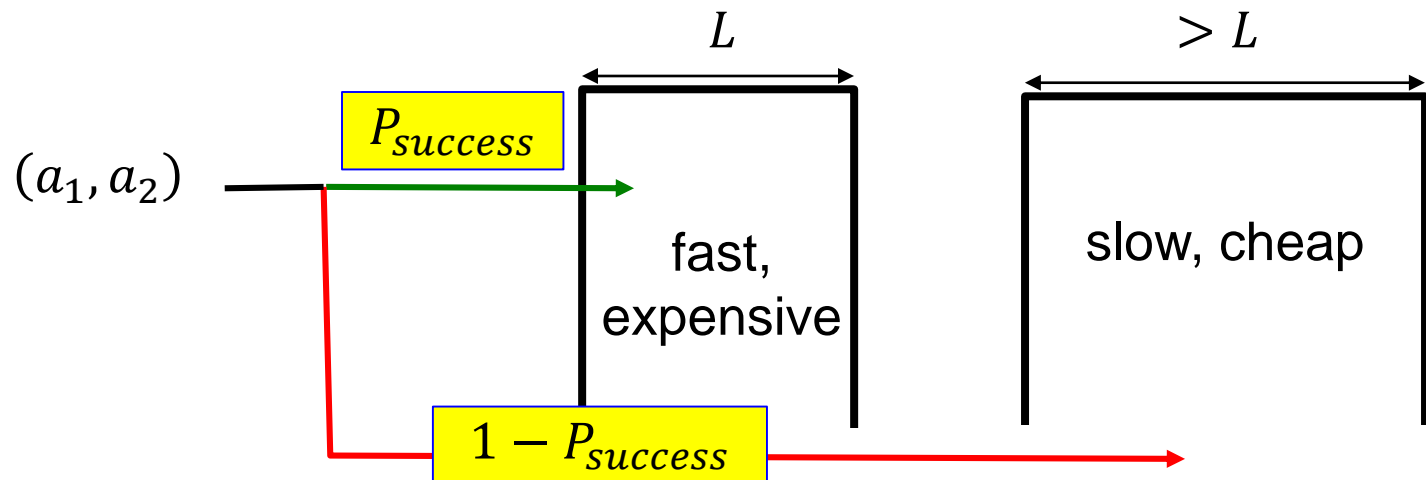 L
> L
P_success
(a_1, a_2)
fast,
expensive
slow, cheap
1 − P_success